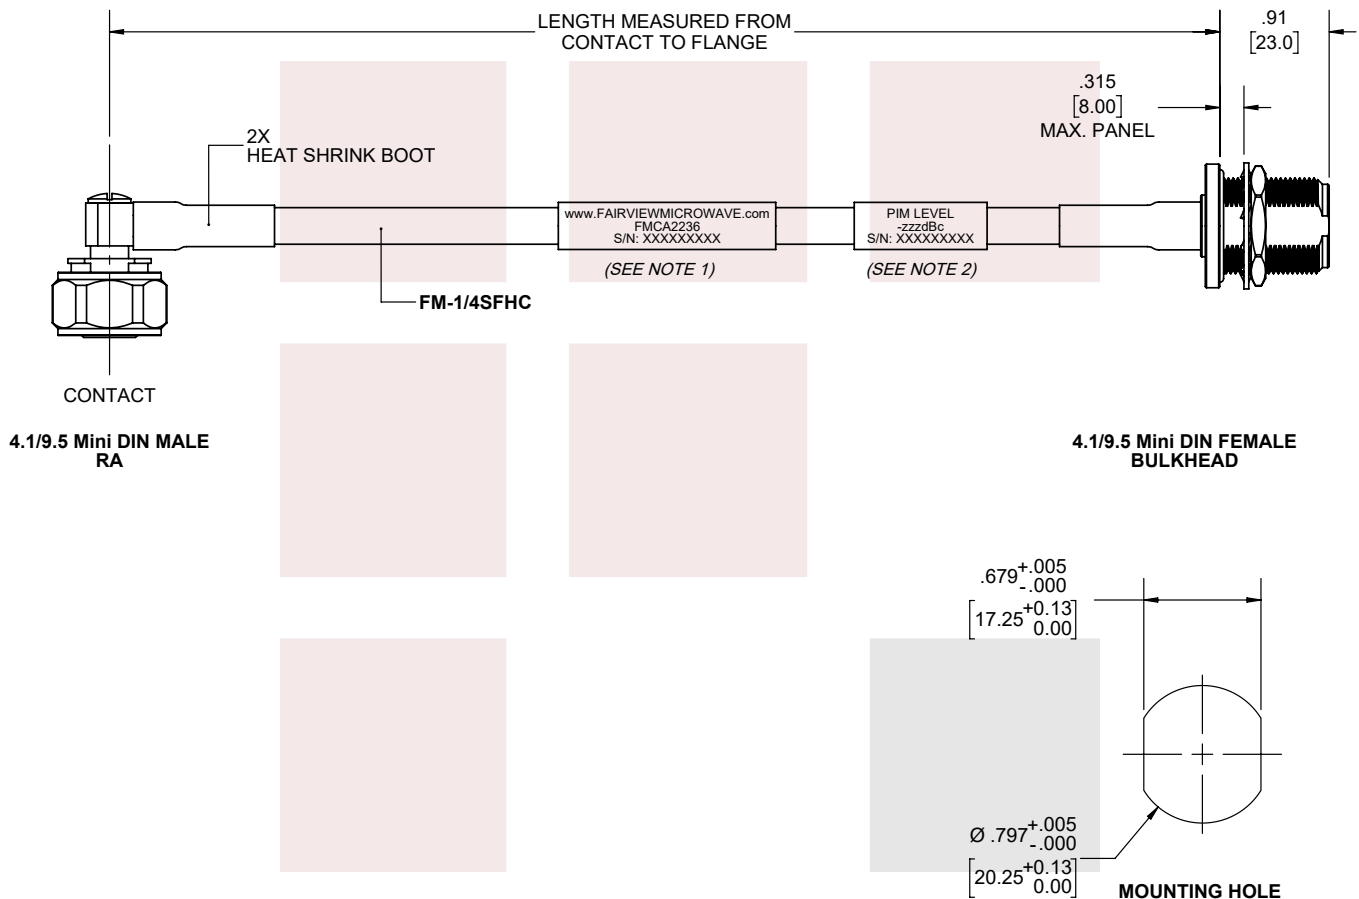 LENGTH MEASURED FROM
CONTACT TO FLANGE
.91
[23.0]
.315
[8.00]
MAX. PANEL
2X
HEAT SHRINK BOOT
www.FAIRVIEWMICROWAVE.com
FMCA2236
S/N: XXXXXXXXX
PIM LEVEL
-zzzdBc
S/N: XXXXXXXXX
(SEE NOTE 1)
(SEE NOTE 2)
FM-1/4SFHC
CONTACT
4.1/9.5 Mini DIN MALE
RA
4.1/9.5 Mini DIN FEMALE
BULKHEAD
.679 +.005
-.000
[17.25 +0.13
0.00]
Ø .797 +.005
-.000
[20.25 +0.13
0.00]
MOUNTING HOLE